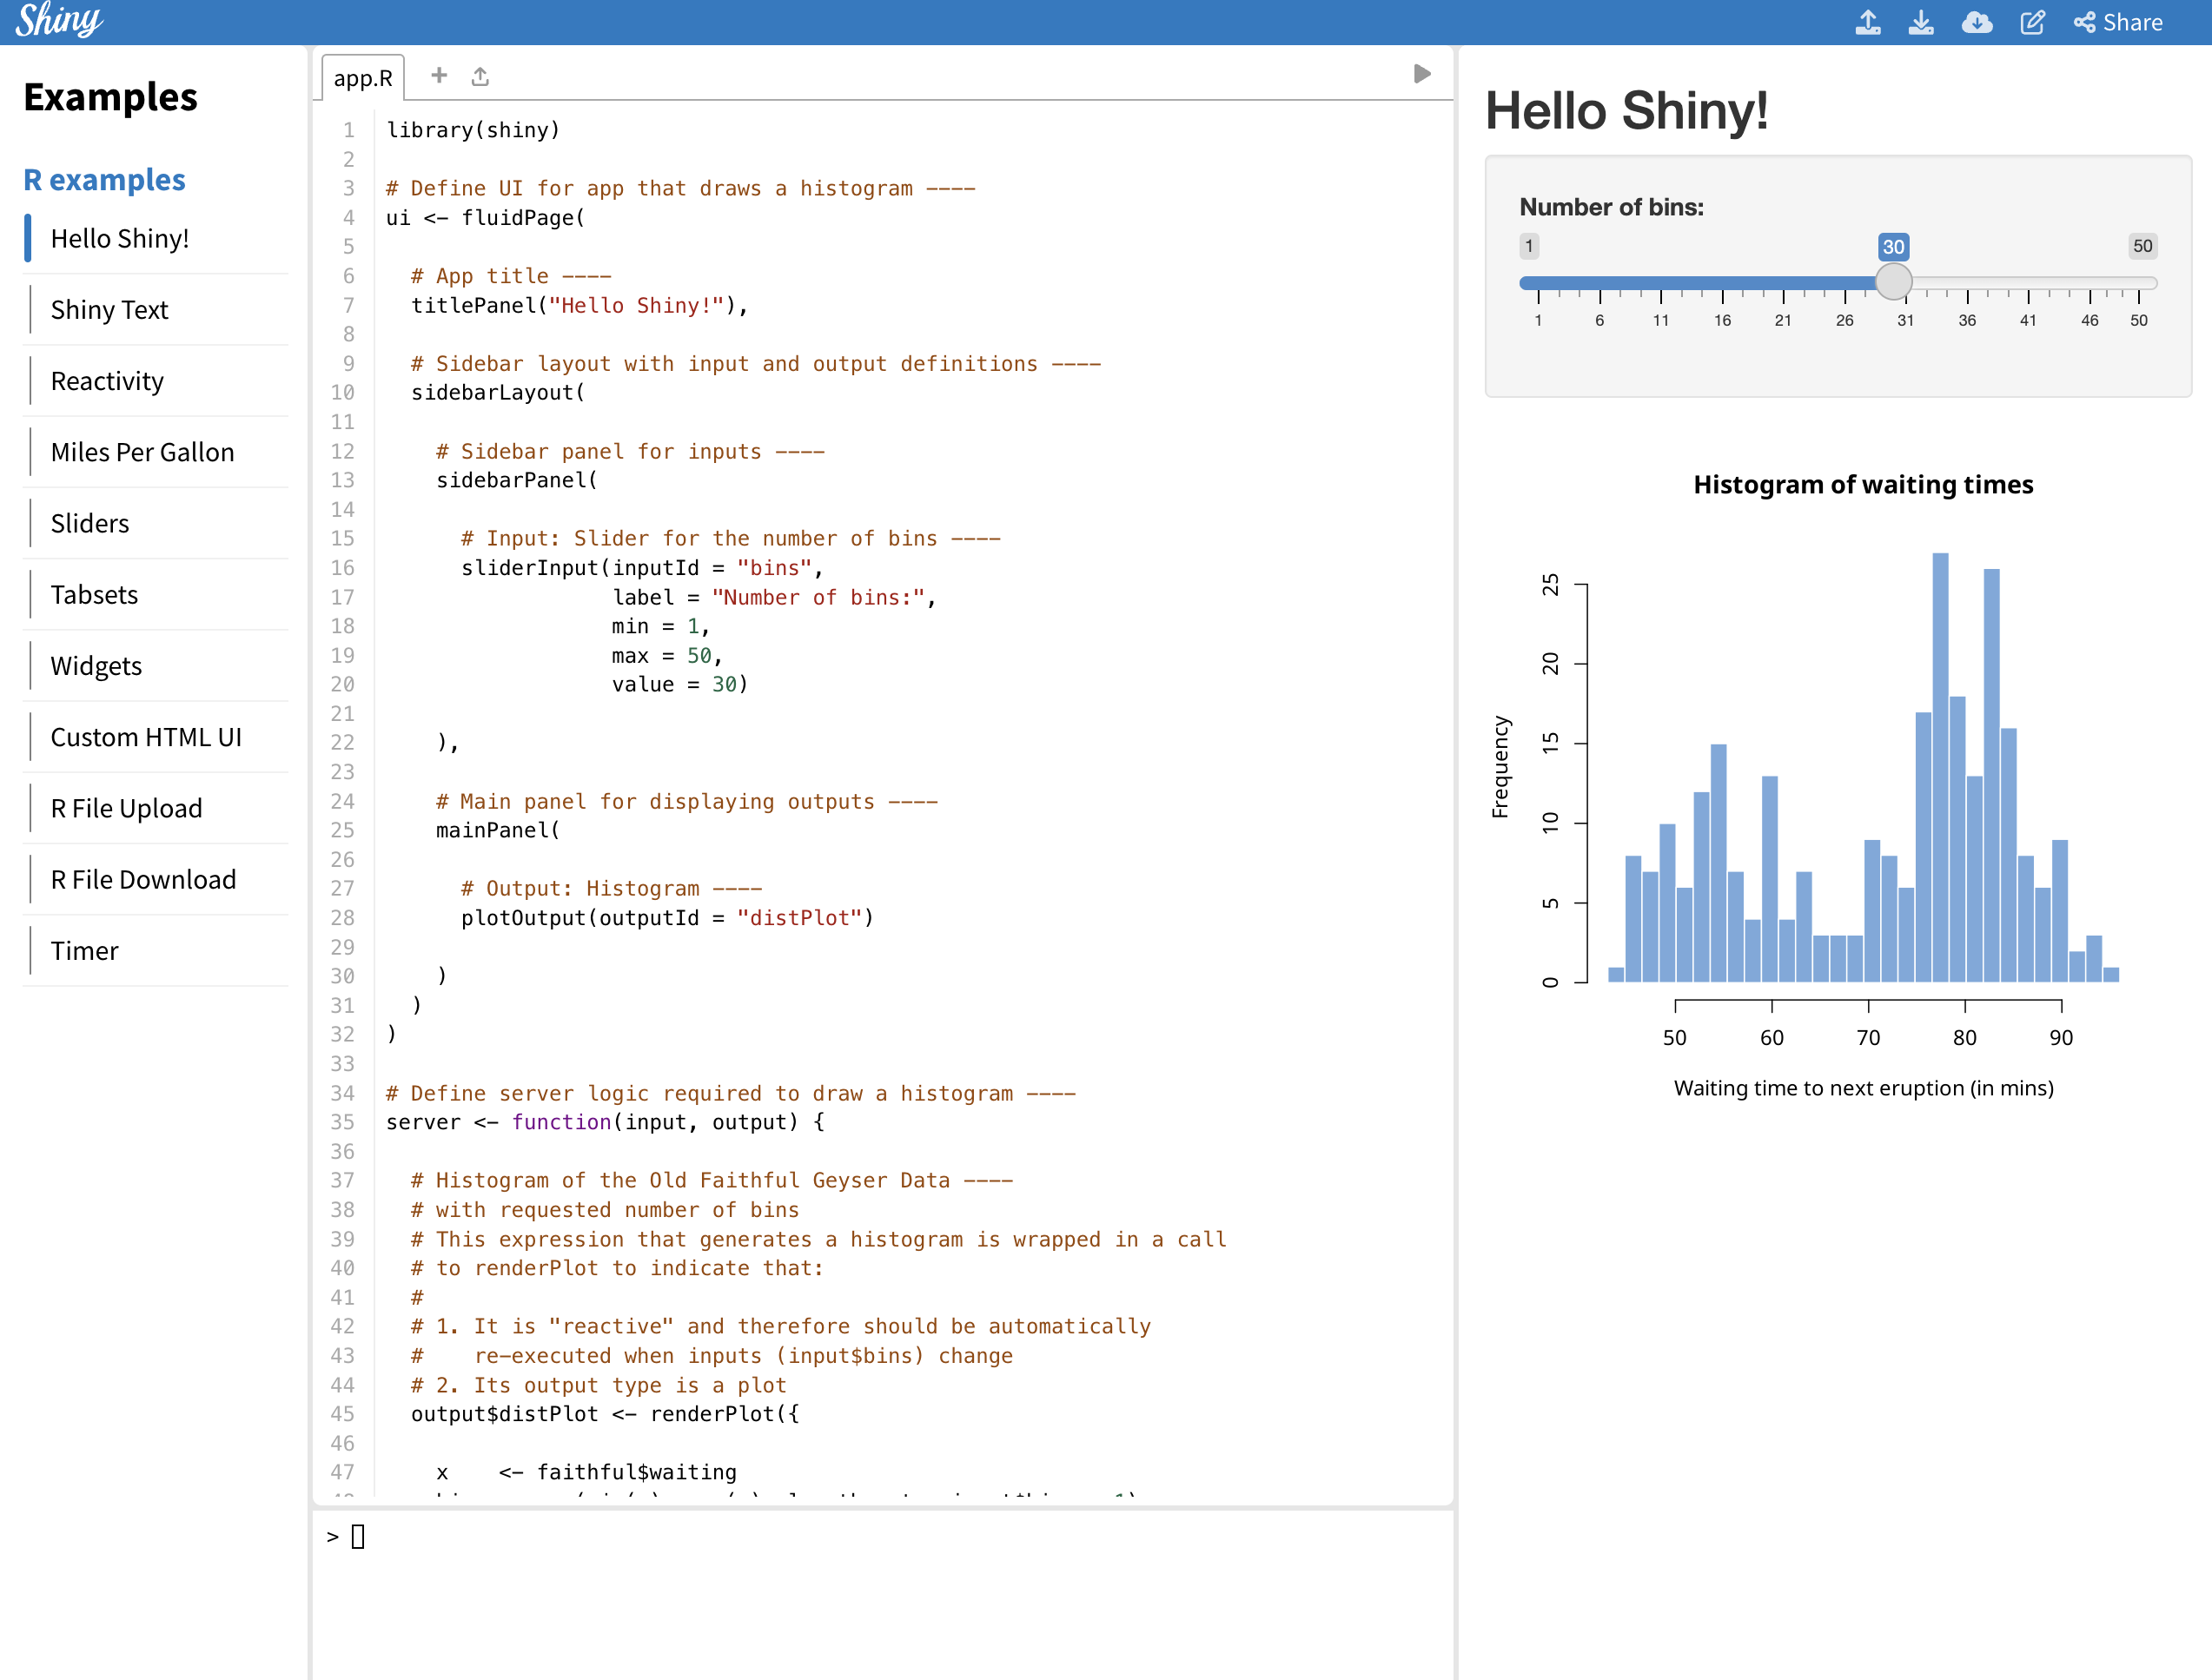 Shiny
Share
Examples
R examples
Hello Shiny!
Shiny Text
Reactivity
Miles Per Gallon
Sliders
Tabsets
Widgets
Custom HTML UI
R File Upload
R File Download
Timer
app.R
1 library(shiny)
2
3 # Define UI for app that draws a histogram ----
4 ui <- fluidPage(
5
6   # App title ----
7   titlePanel("Hello Shiny!"),
8
9   # Sidebar layout with input and output definitions ----
10   sidebarLayout(
11
12     # Sidebar panel for inputs ----
13     sidebarPanel(
14
15       # Input: Slider for the number of bins ----
16       sliderInput(inputId = "bins",
17                   label = "Number of bins:",
18                   min = 1,
19                   max = 50,
20                   value = 30)
21
22     ),
23
24     # Main panel for displaying outputs ----
25     mainPanel(
26
27       # Output: Histogram ----
28       plotOutput(outputId = "distPlot")
29
30     )
31   )
32 )
33
34 # Define server logic required to draw a histogram ----
35 server <- function(input, output) {
36
37   # Histogram of the Old Faithful Geyser Data ----
38   # with requested number of bins
39   # This expression that generates a histogram is wrapped in a call
40   # to renderPlot to indicate that:
41   #
42   # 1. It is "reactive" and therefore should be automatically
43   #    re-executed when inputs (input$bins) change
44   # 2. Its output type is a plot
45   output$distPlot <- renderPlot({
46
47     x    <- faithful$waiting
>
Hello Shiny!
Number of bins:
1 30 50
1 6 11 16 21 26 31 36 41 46 50
Histogram of waiting times
Frequency
25
20
15
10
5
0
50 60 70 80 90
Waiting time to next eruption (in mins)